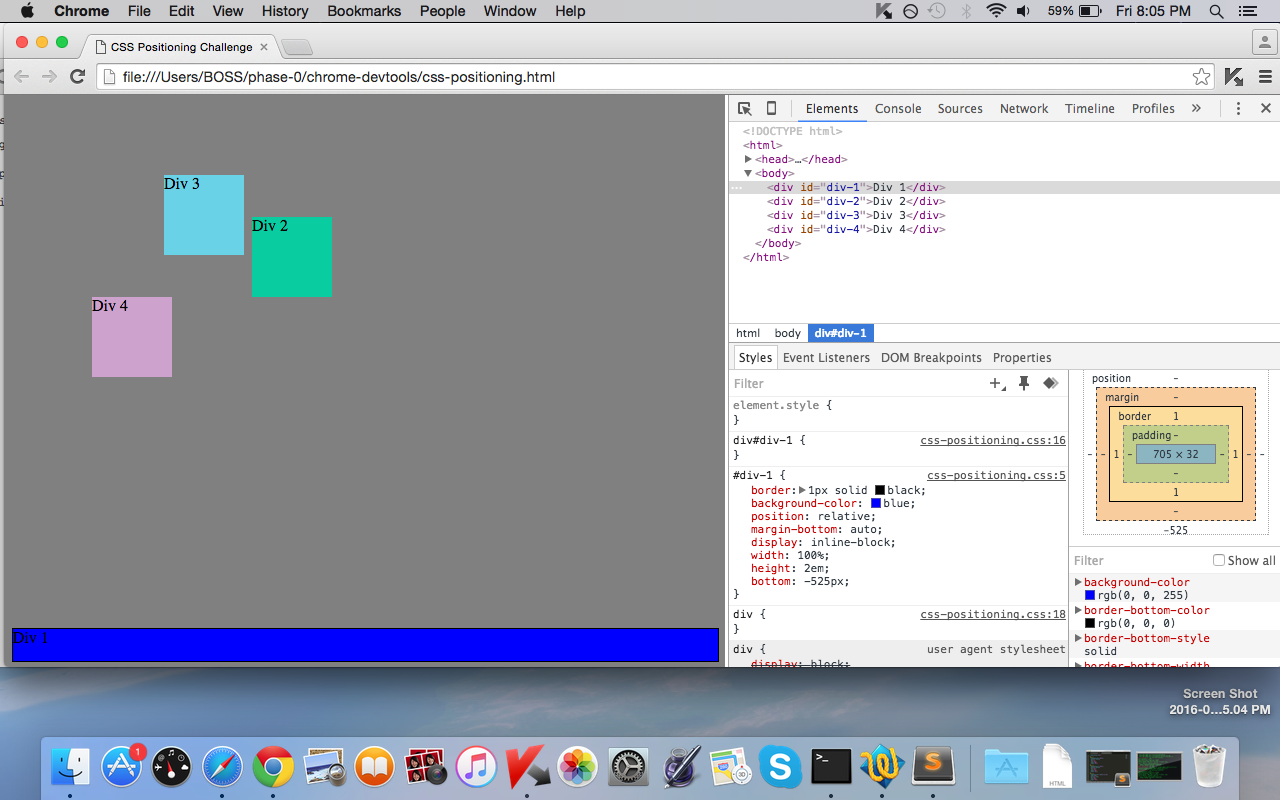 Chrome File Edit View History Bookmarks People Window Help 59% Fri 8:05 PM
CSS Positioning Challenge ×
file:///Users/BOSS/phase-0/chrome-devtools/css-positioning.html
Div 3
Div 2
Div 4
Div 1
Elements Console Sources Network Timeline Profiles »
<!DOCTYPE html>
<html>
<head>…</head>
<body>
<div id="div-1">Div 1</div>
<div id="div-2">Div 2</div>
<div id="div-3">Div 3</div>
<div id="div-4">Div 4</div>
</body>
</html>
html body div#div-1
Styles Event Listeners DOM Breakpoints Properties
Filter
element.style {
}
div#div-1 { css-positioning.css:16
}
#div-1 { css-positioning.css:5
border: 1px solid black;
background-color: blue;
position: relative;
margin-bottom: auto;
display: inline-block;
width: 100%;
height: 2em;
bottom: -525px;
}
div { css-positioning.css:18
}
div { user agent stylesheet
display: block;
position -
margin -
border 1
padding -
- - 1 - 705 × 32 - 1 - -
-
1
-
-525
Filter Show all
background-color
rgb(0, 0, 255)
border-bottom-color
rgb(0, 0, 0)
border-bottom-style
solid
border-bottom-width
Screen Shot
2016-0...5.04 PM
1
30
HTML